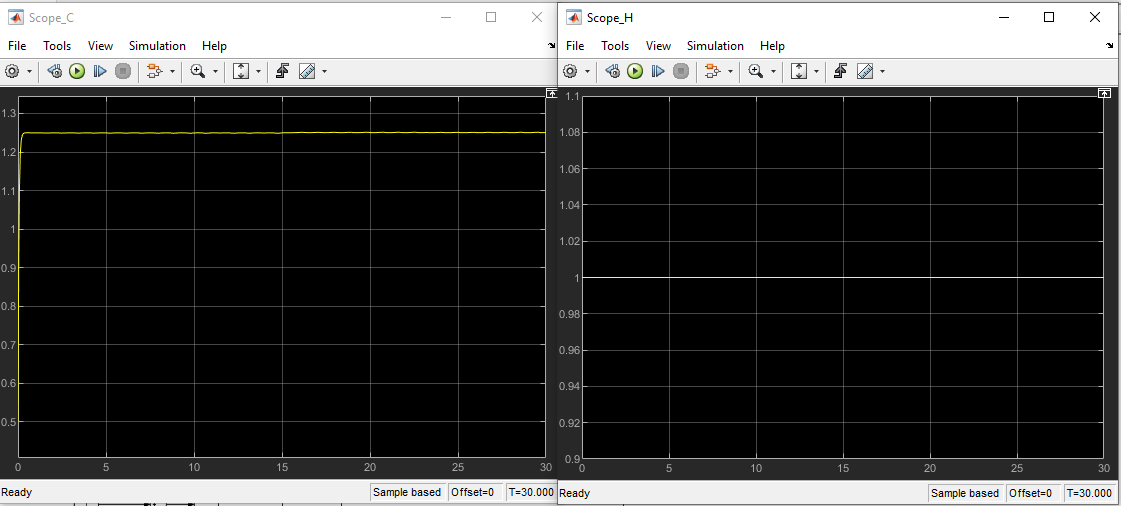 Scope_C
File Tools View Simulation Help
1.3
1.2
1.1
1
0.9
0.8
0.7
0.6
0.5
0 5 10 15 20 25 30
Ready Sample based Offset=0 T=30.000
Scope_H
File Tools View Simulation Help
1.1
1.08
1.06
1.04
1.02
1
0.98
0.96
0.94
0.92
0.9
0 5 10 15 20 25 30
Ready Sample based Offset=0 T=30.000